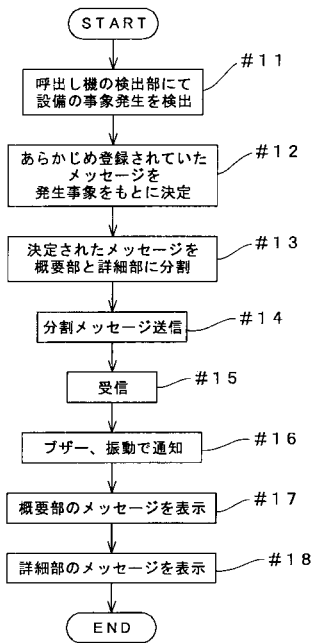 START
#11
呼出し機の検出部にて
設備の事象発生を検出
#12
あらかじめ登録されていた
メッセージを
発生事象をもとに決定
#13
決定されたメッセージを
概要部と詳細部に分割
#14
分割メッセージ送信
#15
受信
#16
ブザー、振動で通知
#17
概要部のメッセージを表示
#18
詳細部のメッセージを表示
END